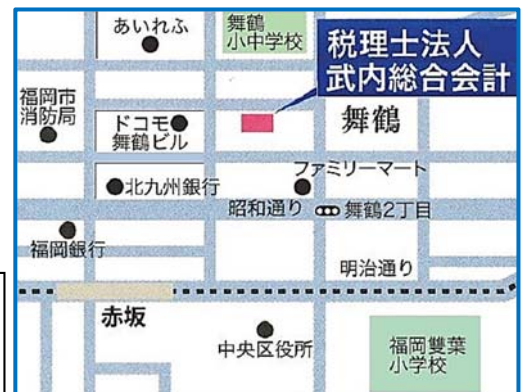 あいれふ
舞鶴
小中学校
税理士法人
武内総合会計
福岡市
消防局
ドコモ
舞鶴ビル
舞鶴
ファミリーマート
北九州銀行
昭和通り
舞鶴2丁目
福岡銀行
明治通り
赤坂
中央区役所
福岡雙葉
小学校